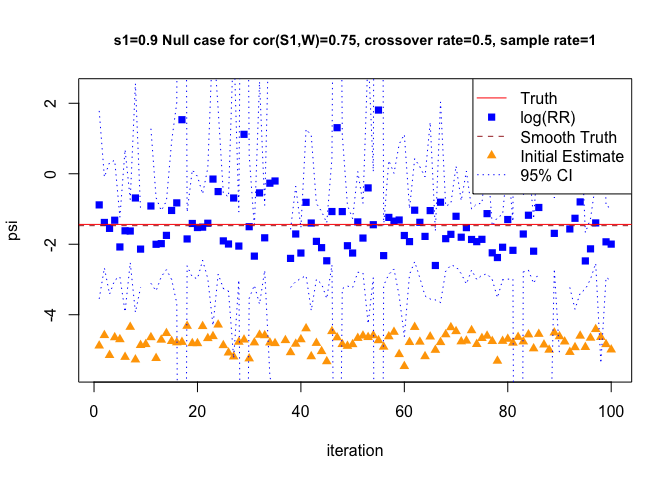 s1=0.9 Null case for cor(S1,W)=0.75, crossover rate=0.5, sample rate=1
Truth
log(RR)
Smooth Truth
Initial Estimate
95% CI
psi
2
0
-2
-4
0
20
40
60
80
100
iteration